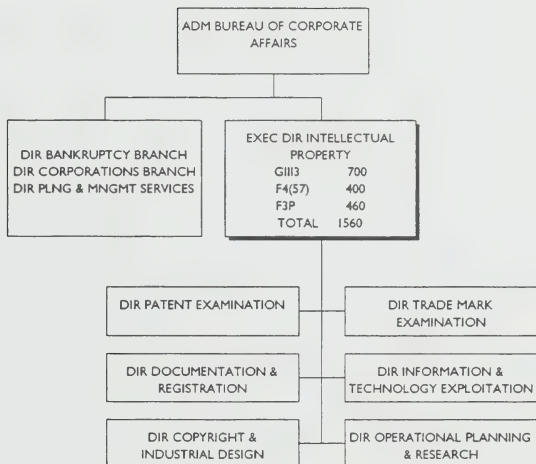 ADM BUREAU OF CORPORATE
AFFAIRS
DIR BANKRUPTCY BRANCH
DIR CORPORATIONS BRANCH
DIR PLNG & MNGMT SERVICES
EXEC DIR INTELLECTUAL
PROPERTY
GIII3 700
F4(57) 400
F3P 460
TOTAL 1560
DIR PATENT EXAMINATION
DIR TRADE MARK
EXAMINATION
DIR DOCUMENTATION &
REGISTRATION
DIR INFORMATION &
TECHNOLOGY EXPLOITATION
DIR COPYRIGHT &
INDUSTRIAL DESIGN
DIR OPERATIONAL PLANNING
& RESEARCH